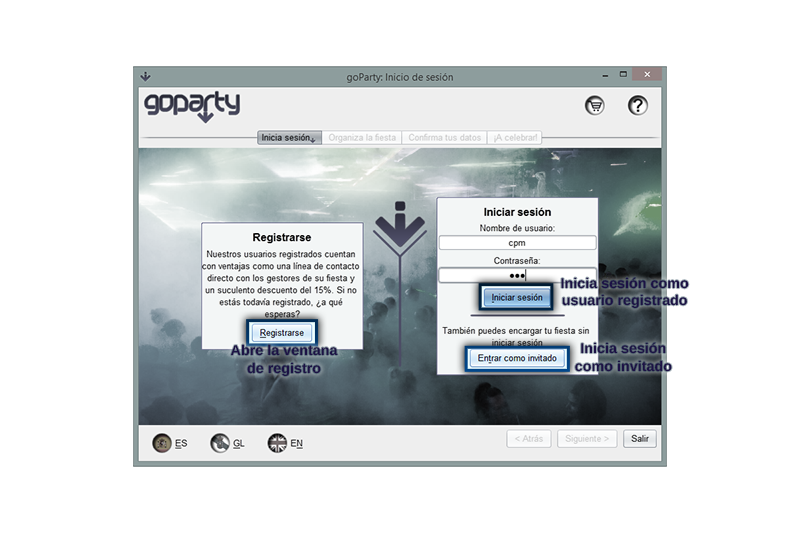 goParty: Inicio de sesión
goparty
Inicia sesión
Organiza la fiesta
Confirma tus datos
¡A celebrar!
Registrarse
Nuestros usuarios registrados cuentan
con ventajas como una línea de contacto
directo con los gestores de su fiesta y
un suculento descuento del 15%. Si no
estás todavía registrado, ¿a qué
esperas?
Registrarse
Abre la ventana
de registro
Iniciar sesión
Nombre de usuario:
cpm
Contraseña:
Iniciar sesión
Inicia sesión como
usuario registrado
También puedes encargar tu fiesta sin
iniciar sesión
Entrar como invitado
Inicia sesión
como invitado
ES
GL
EN
< Atrás
Siguiente >
Salir